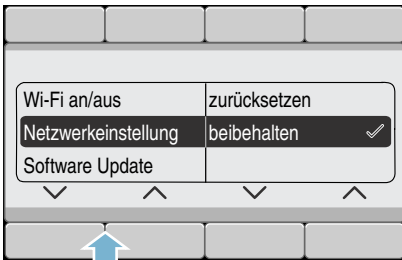 Wi-Fi an/aus zurücksetzen
Netzwerkeinstellung beibehalten
Software Update